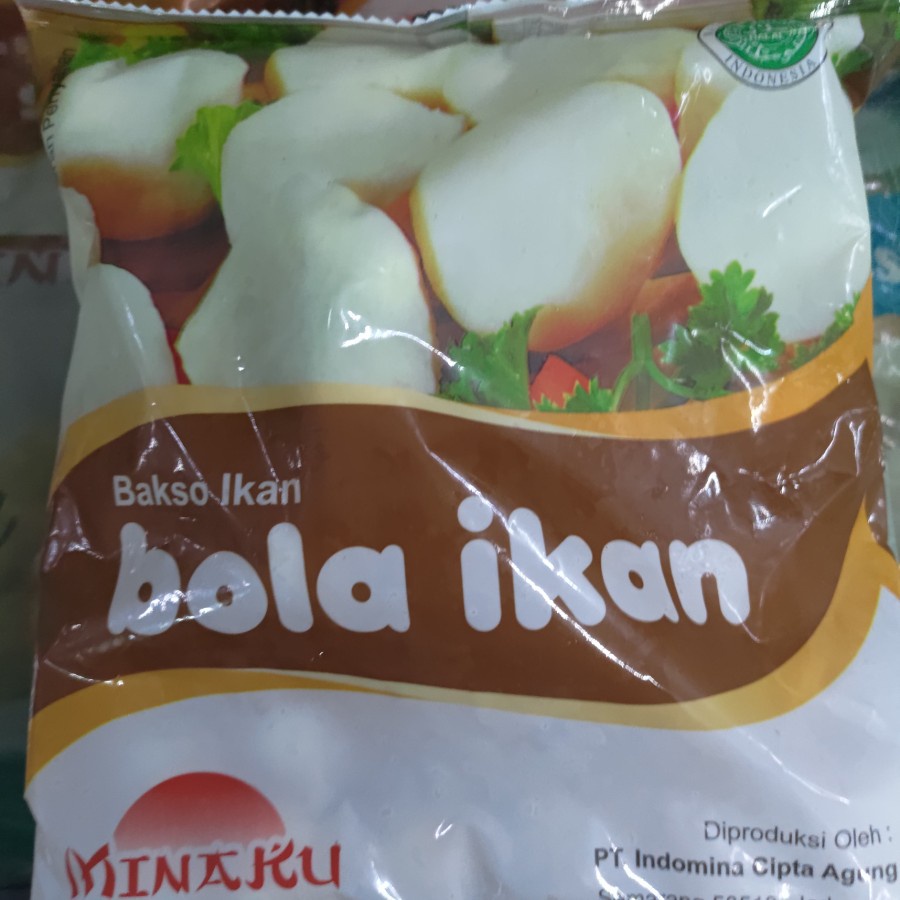 INDONESIA
Bakso Ikan
bola ikan
MINAKU
Diproduksi Oleh :
PT. Indomina Cipta Agung